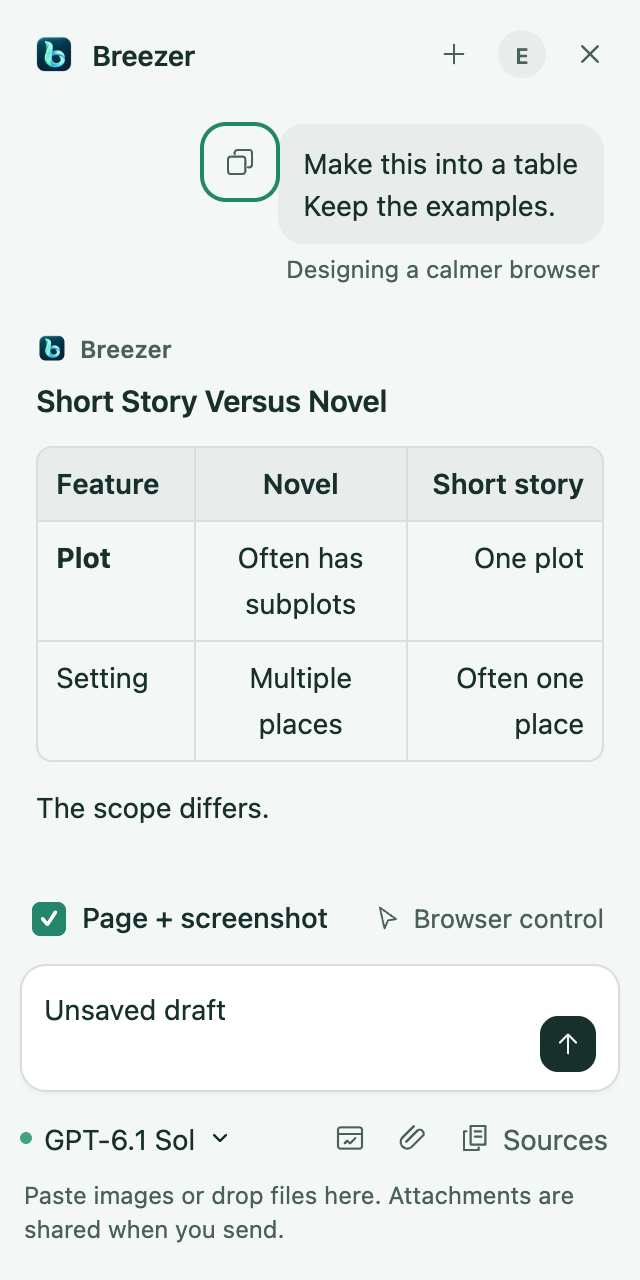 Breezer
E
Make this into a table
Keep the examples.
Designing a calmer browser
Breezer
Short Story Versus Novel
Feature Novel Short story
Plot Often has One plot
subplots
Setting Multiple Often one
places place
The scope differs.
Page + screenshot Browser control
Unsaved draft
GPT-6.1 Sol Sources
Paste images or drop files here. Attachments are
shared when you send.